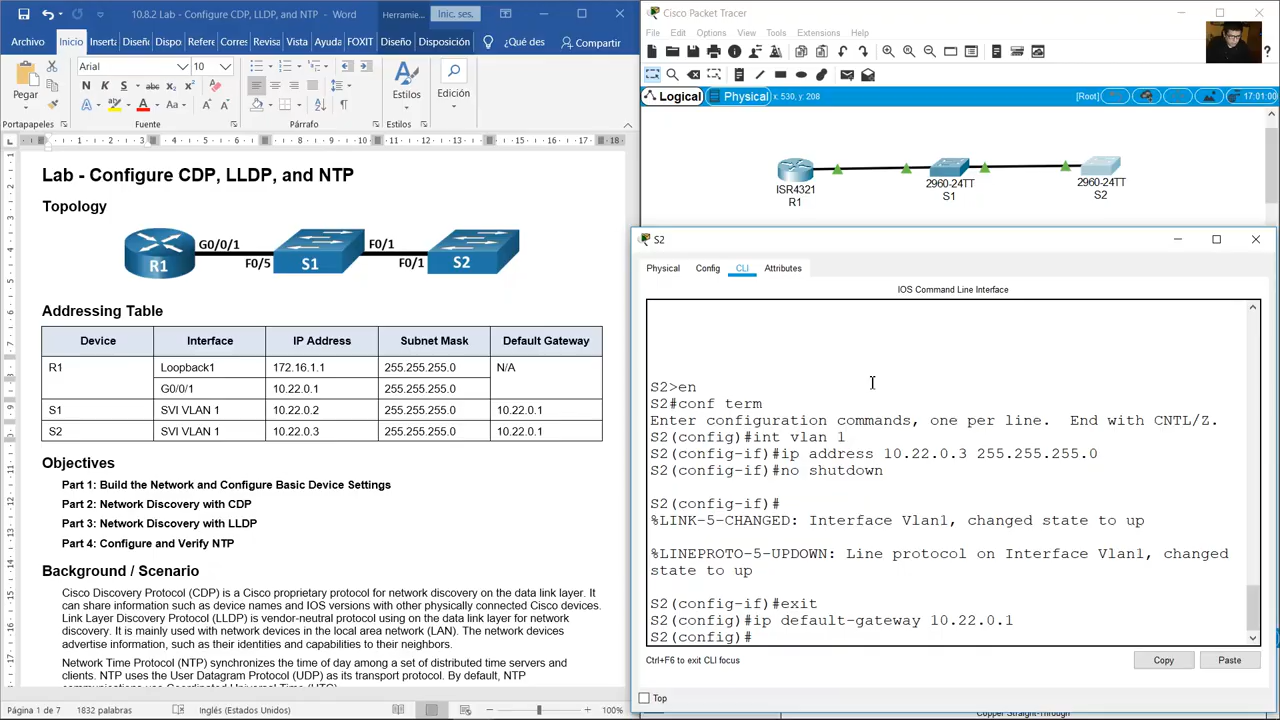 10.8.2 Lab - Configure CDP, LLDP, and NTP - Word
Herramie...
Inic. ses.
Archivo Inicio Inserta Diseño Dispo Refere Corres Revisa Vista Ayuda FOXIT Diseño Disposición ¿Qué des Compartir
Pegar
Arial 10
N K S
Estilos
Edición
Portapapeles Fuente Párrafo Estilos
Lab - Configure CDP, LLDP, and NTP
Topology
G0/0/1
F0/1
R1
S1
S2
F0/5
F0/1
Addressing Table
Device Interface IP Address Subnet Mask Default Gateway
R1 Loopback1 172.16.1.1 255.255.255.0 N/A
G0/0/1 10.22.0.1 255.255.255.0
S1 SVI VLAN 1 10.22.0.2 255.255.255.0 10.22.0.1
S2 SVI VLAN 1 10.22.0.3 255.255.255.0 10.22.0.1
Objectives
Part 1: Build the Network and Configure Basic Device Settings
Part 2: Network Discovery with CDP
Part 3: Network Discovery with LLDP
Part 4: Configure and Verify NTP
Background / Scenario
Cisco Discovery Protocol (CDP) is a Cisco proprietary protocol for network discovery on the data link layer. It
can share information such as device names and IOS versions with other physically connected Cisco devices.
Link Layer Discovery Protocol (LLDP) is vendor-neutral protocol using on the data link layer for network
discovery. It is mainly used with network devices in the local area network (LAN). The network devices
advertise information, such as their identities and capabilities to their neighbors.
Network Time Protocol (NTP) synchronizes the time of day among a set of distributed time servers and
clients. NTP uses the User Datagram Protocol (UDP) as its transport protocol. By default, NTP
Página 1 de 7 1832 palabras Inglés (Estados Unidos) 100%
Cisco Packet Tracer
File Edit Options View Tools Extensions Help
Logical Physical x: 530, y: 208 [Root] 17:01:00
ISR4321
R1
2960-24TT
S1
2960-24TT
S2
S2
Physical Config CLI Attributes
IOS Command Line Interface
S2>en
S2#conf term
Enter configuration commands, one per line. End with CNTL/Z.
S2(config)#int vlan 1
S2(config-if)#ip address 10.22.0.3 255.255.255.0
S2(config-if)#no shutdown
S2(config-if)#
%LINK-5-CHANGED: Interface Vlan1, changed state to up
%LINEPROTO-5-UPDOWN: Line protocol on Interface Vlan1, changed
state to up
S2(config-if)#exit
S2(config)#ip default-gateway 10.22.0.1
S2(config)#
Ctrl+F6 to exit CLI focus
Copy Paste
Top
Copper Straight-Through